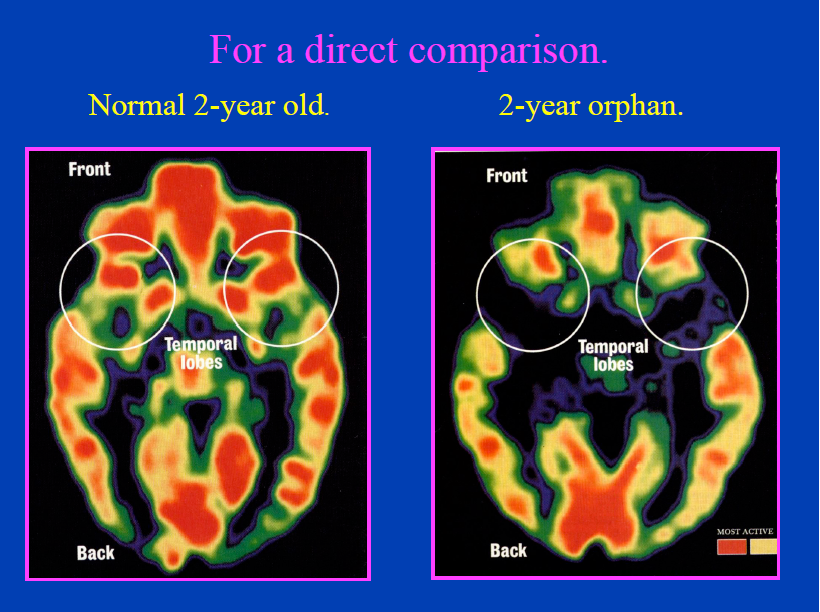 For a direct comparison.
Normal 2-year old.
2-year orphan.
Front
Temporal
lobes
Back
Front
Temporal
lobes
Back
MOST ACTIVE